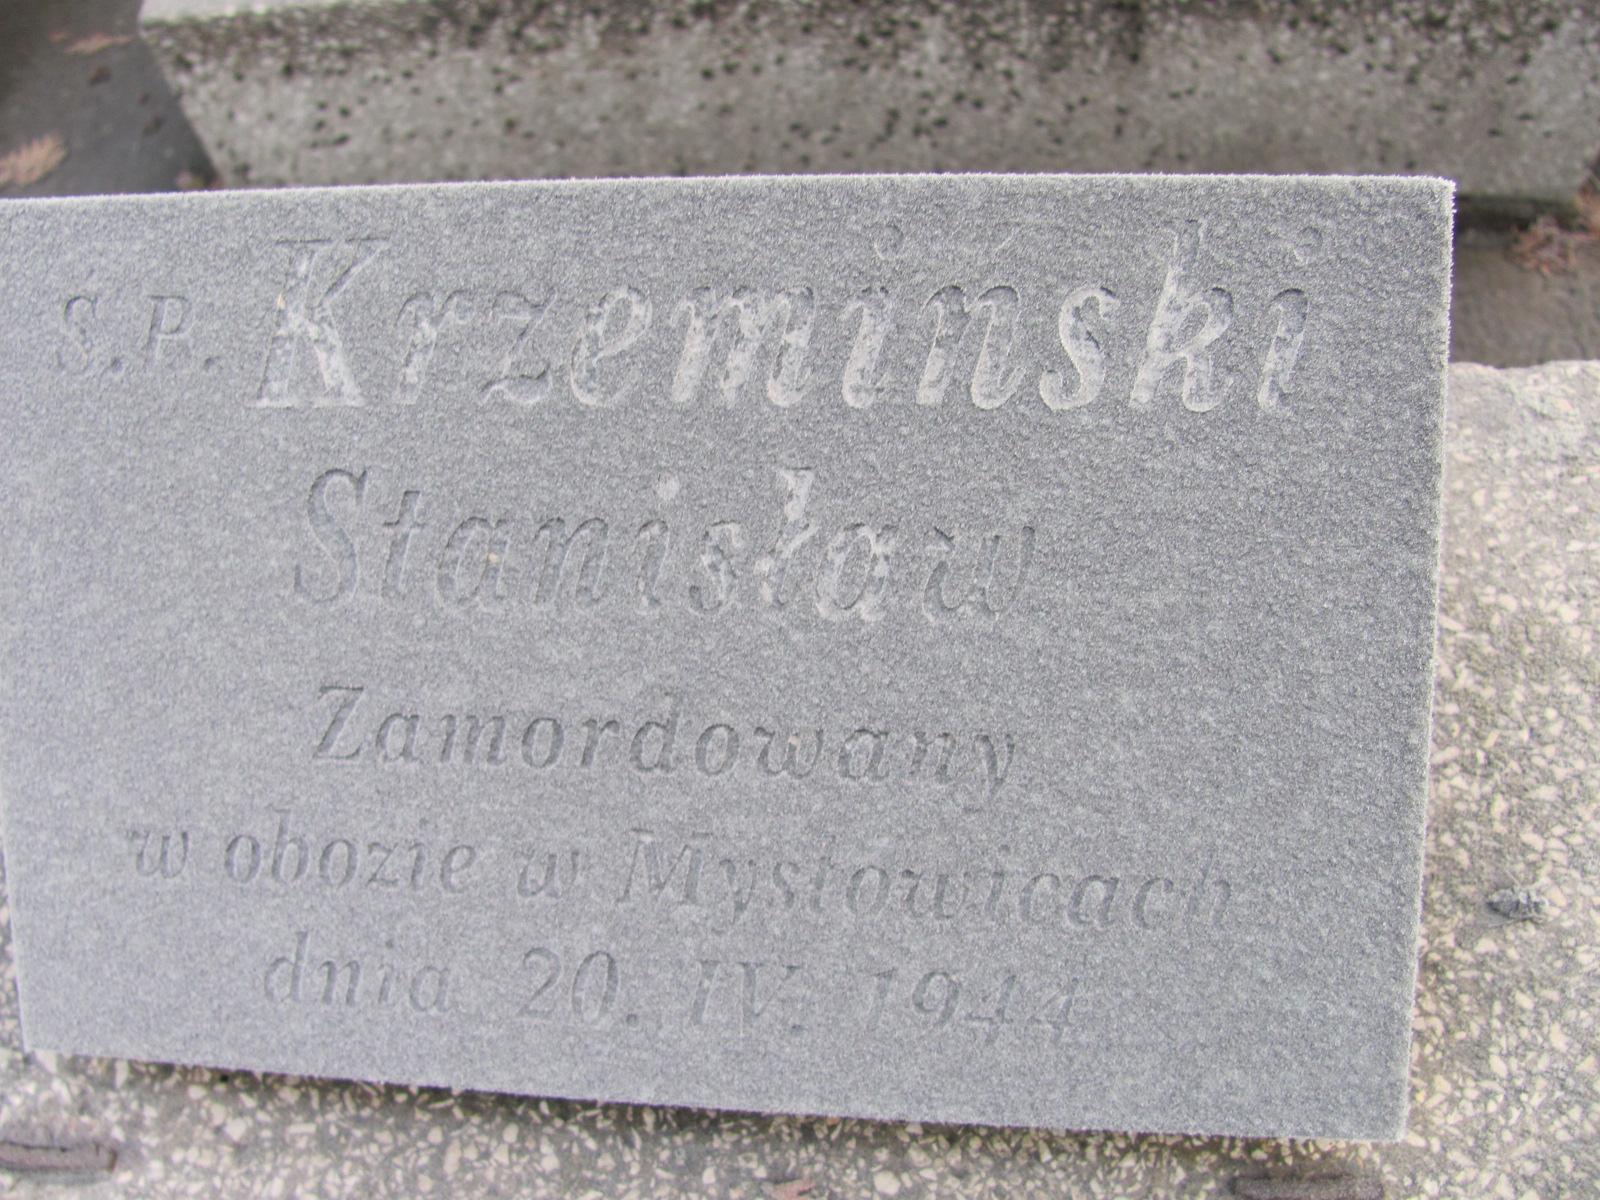 Ś.P. Krzemiński
Stanisław
Zamordowany
w obozie w Mysłowicach
dnia 20. IV. 1944